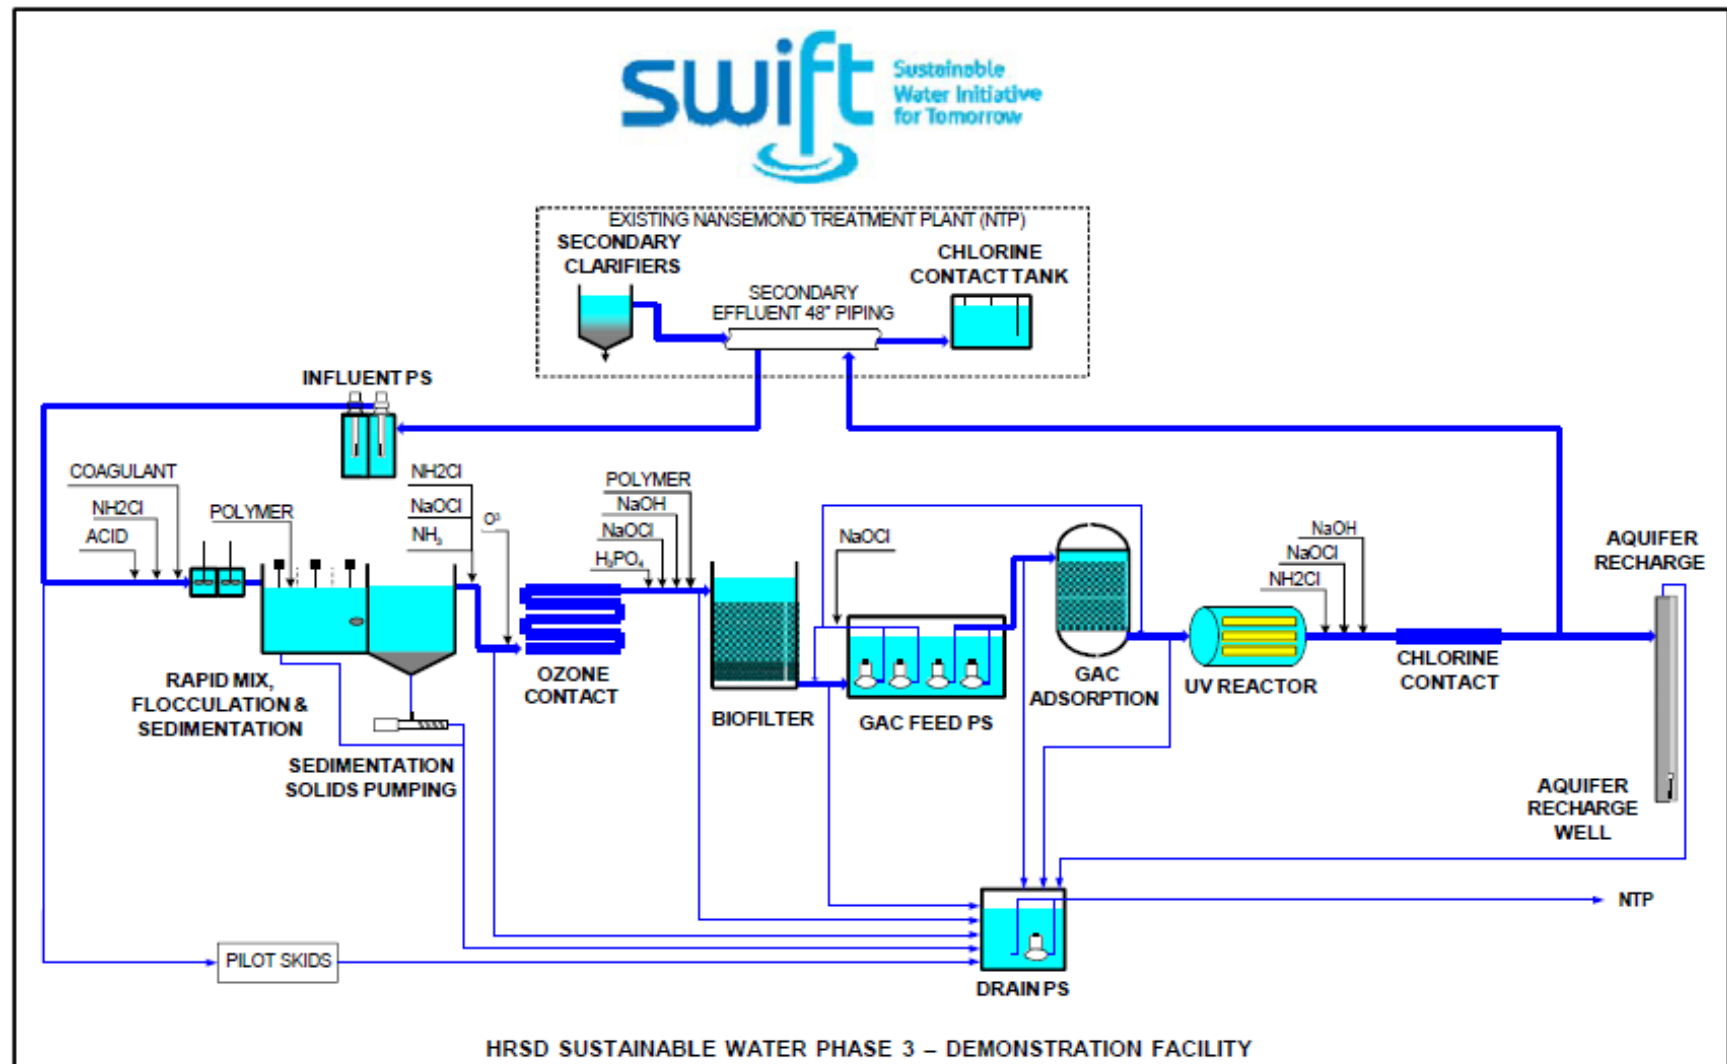 swift
Sustainable
Water Initiative
for Tomorrow
EXISTING NANSEMOND TREATMENT PLANT (NTP)
SECONDARY
CLARIFIERS
SECONDARY
EFFLUENT 48" PIPING
CHLORINE
CONTACT TANK
INFLUENT PS
COAGULANT
NH2Cl
ACID
POLYMER
NH2Cl
NaOCl
NH₃
O³
POLYMER
NaOH
NaOCl
H₃PO₄
NaOCl
NaOH
NaOCl
NH2Cl
AQUIFER
RECHARGE
RAPID MIX,
FLOCCULATION &
SEDIMENTATION
OZONE
CONTACT
BIOFILTER
GAC FEED PS
GAC
ADSORPTION
UV REACTOR
CHLORINE
CONTACT
SEDIMENTATION
SOLIDS PUMPING
AQUIFER
RECHARGE
WELL
NTP
PILOT SKIDS
DRAIN PS
HRSD SUSTAINABLE WATER PHASE 3 – DEMONSTRATION FACILITY